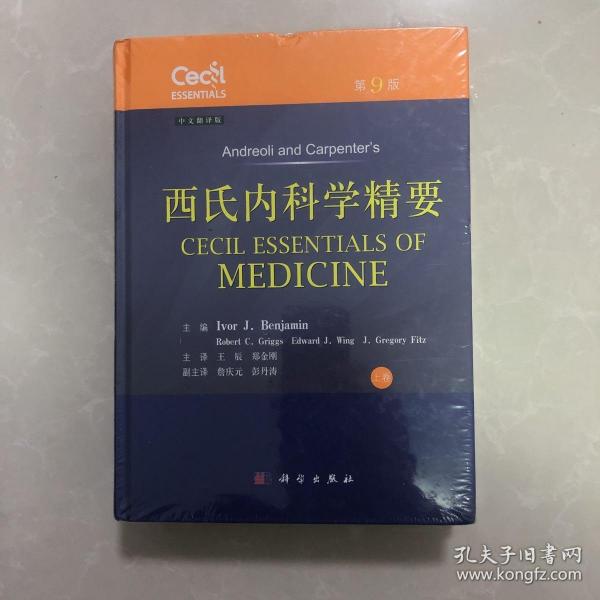 Cecil
ESSENTIALS
第9版
中文翻译版
Andreoli and Carpenter's
西氏内科学精要
CECIL ESSENTIALS OF
MEDICINE
主编 Ivor J. Benjamin
Robert C. Griggs Edward J. Wing J. Gregory Fitz
主译 王辰 郑金刚
副主译 詹庆元 彭丹涛
上卷
科学出版社
孔夫子旧书网
www.kongfz.com